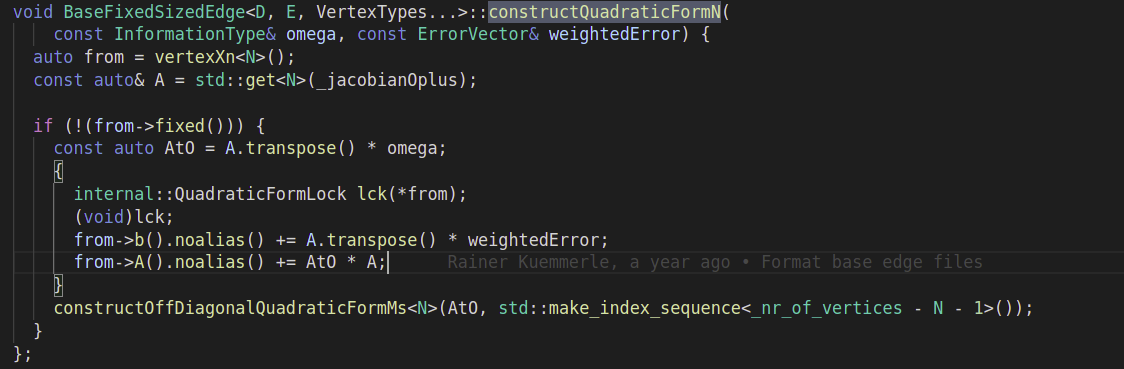 void BaseFixedSizedEdge<D, E, VertexTypes...>::constructQuadraticFormN(
    const InformationType& omega, const ErrorVector& weightedError) {
  auto from = vertexXn<N>();
  const auto& A = std::get<N>(_jacobianOplus);

  if (!(from->fixed())) {
    const auto AtO = A.transpose() * omega;
    {
      internal::QuadraticFormLock lck(*from);
      (void)lck;
      from->b().noalias() += A.transpose() * weightedError;
      from->A().noalias() += AtO * A;      Rainer Kuemmerle, a year ago • Format base edge files
    }
    constructOffDiagonalQuadraticFormMs<N>(AtO, std::make_index_sequence<_nr_of_vertices - N - 1>());
  }
};